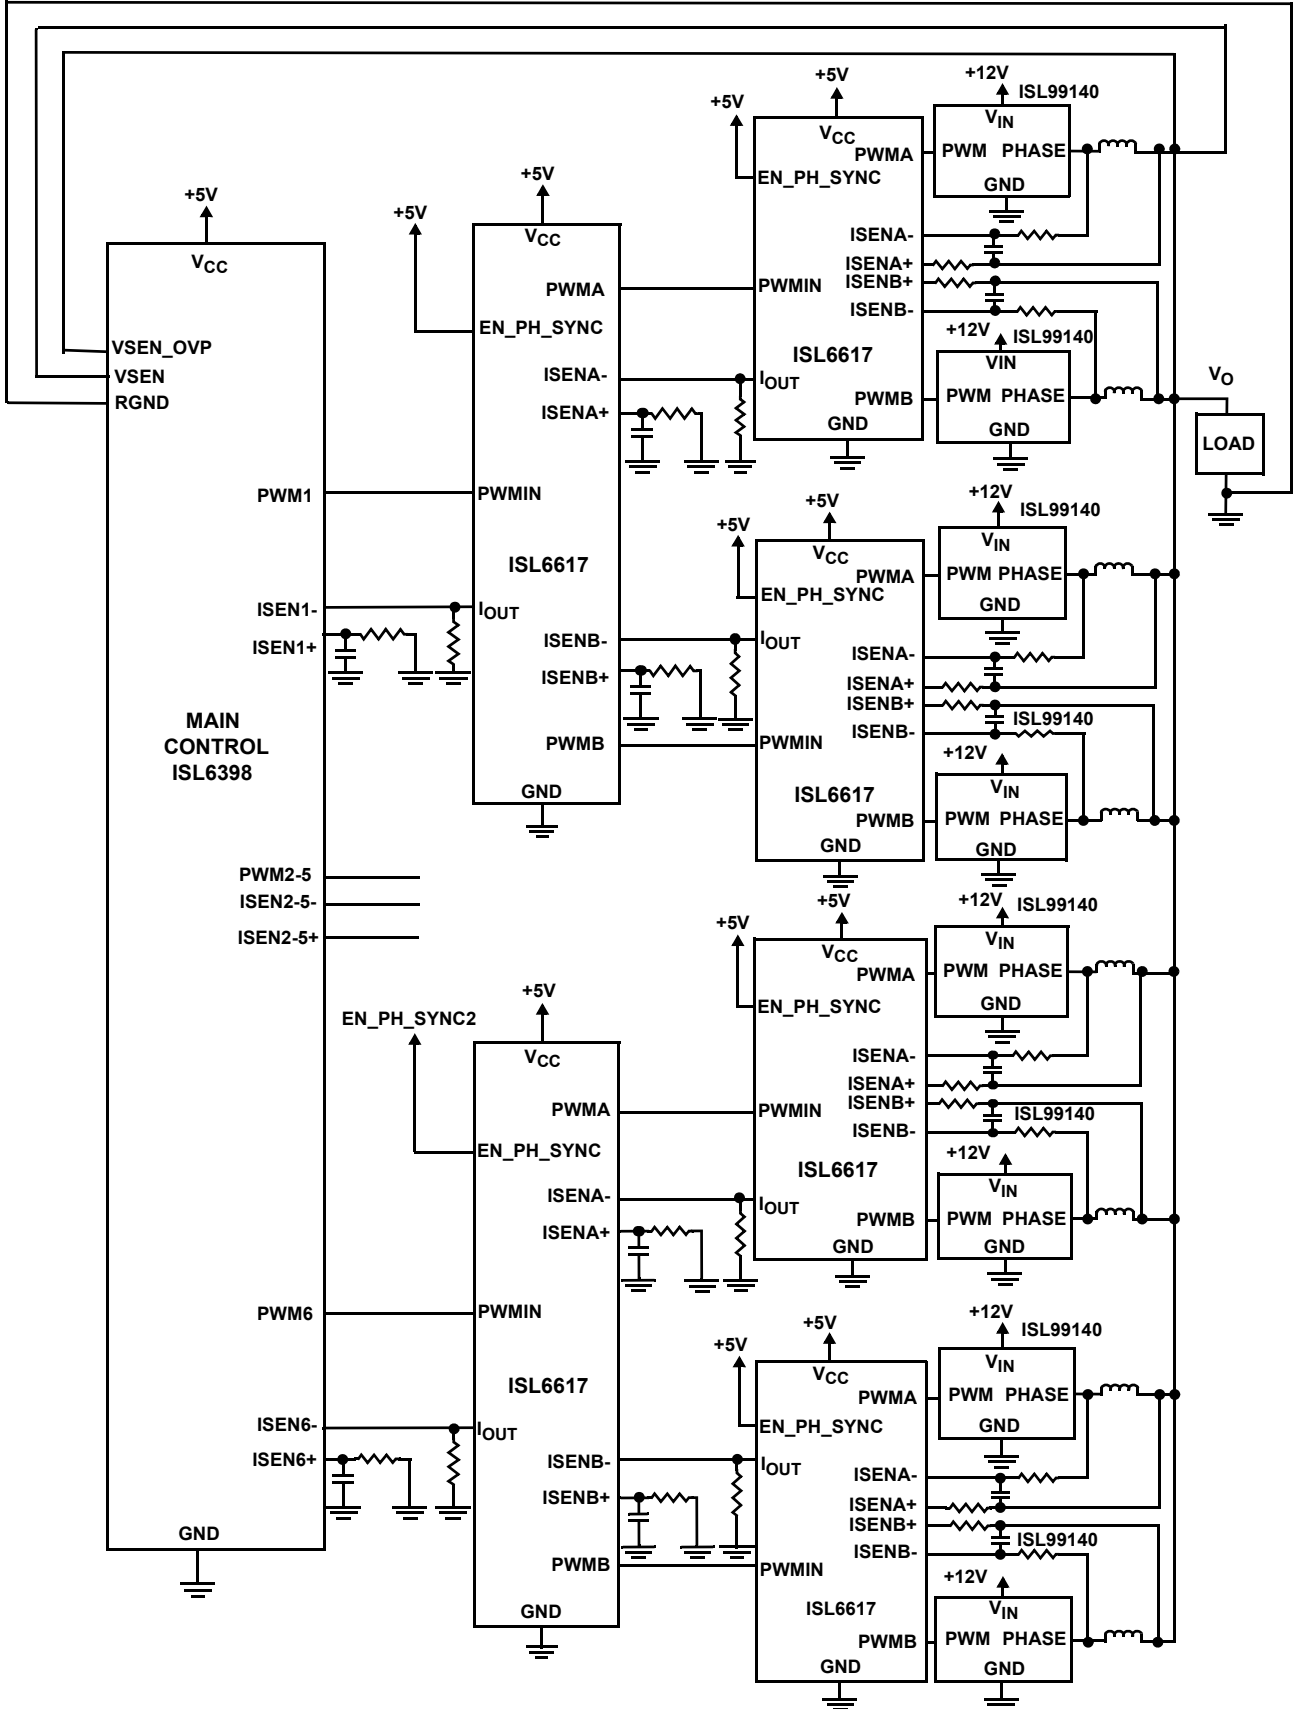 +5V
VCC
VSEN_OVP
VSEN
RGND
PWM1
ISEN1-
ISEN1+
MAIN
CONTROL
ISL6398
PWM2-5
ISEN2-5-
ISEN2-5+
PWM6
ISEN6-
ISEN6+
GND
+5V
+5V
VCC
PWMA
EN_PH_SYNC
ISENA-
ISENA+
PWMIN
ISL6617
IOUT
ISENB-
ISENB+
PWMB
GND
EN_PH_SYNC2
+5V
VCC
PWMA
EN_PH_SYNC
ISENA-
ISENA+
PWMIN
ISL6617
IOUT
ISENB-
ISENB+
PWMB
GND
+5V
+5V
VCC
PWMA
EN_PH_SYNC
ISENA-
ISENA+
PWMIN
ISENB+
ISENB-
ISL6617
IOUT
PWMB
GND
+12V
ISL99140
VIN
PWM PHASE
GND
+12V
ISL99140
VIN
PWM PHASE
GND
VO
LOAD
+5V
+5V
VCC
PWMA
EN_PH_SYNC
IOUT
ISENA-
ISENA+
ISENB+
ISENB-
PWMIN
ISL6617
PWMB
GND
+12V
ISL99140
VIN
PWM PHASE
GND
ISL99140
+12V
VIN
PWM PHASE
GND
+5V
+5V
VCC
PWMA
EN_PH_SYNC
ISENA-
ISENA+
PWMIN
ISENB+
ISENB-
ISL6617
IOUT
PWMB
GND
+12V
ISL99140
VIN
PWM PHASE
GND
ISL99140
+12V
VIN
PWM PHASE
GND
+5V
+5V
VCC
PWMA
EN_PH_SYNC
IOUT
ISENA-
ISENA+
ISENB+
ISENB-
PWMIN
ISL6617
PWMB
GND
+12V
ISL99140
VIN
PWM PHASE
GND
ISL99140
+12V
VIN
PWM PHASE
GND